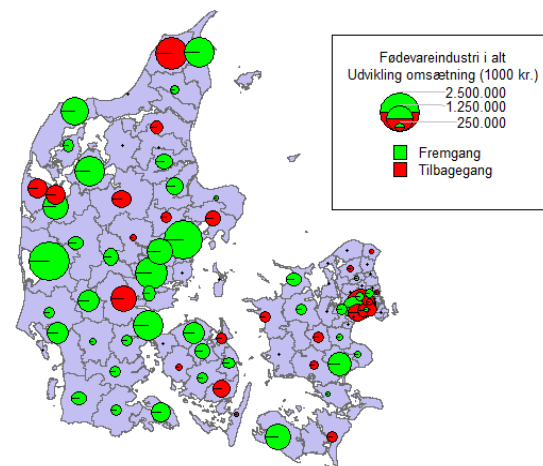 Fødevareindustri i alt
Udvikling omsætning (1000 kr.)
2.500.000
1.250.000
250.000
Fremgang
Tilbagegang